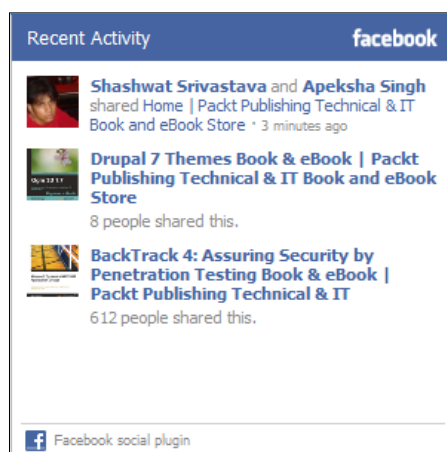 Recent Activity facebook
Shashwat Srivastava and Apeksha Singh
shared Home | Packt Publishing Technical & IT
Book and eBook Store · 3 minutes ago
Drupal 7 Themes Book & eBook | Packt
Publishing Technical & IT Book and eBook
Store
8 people shared this.
BackTrack 4: Assuring Security by
Penetration Testing Book & eBook |
Packt Publishing Technical & IT
612 people shared this.
f Facebook social plugin